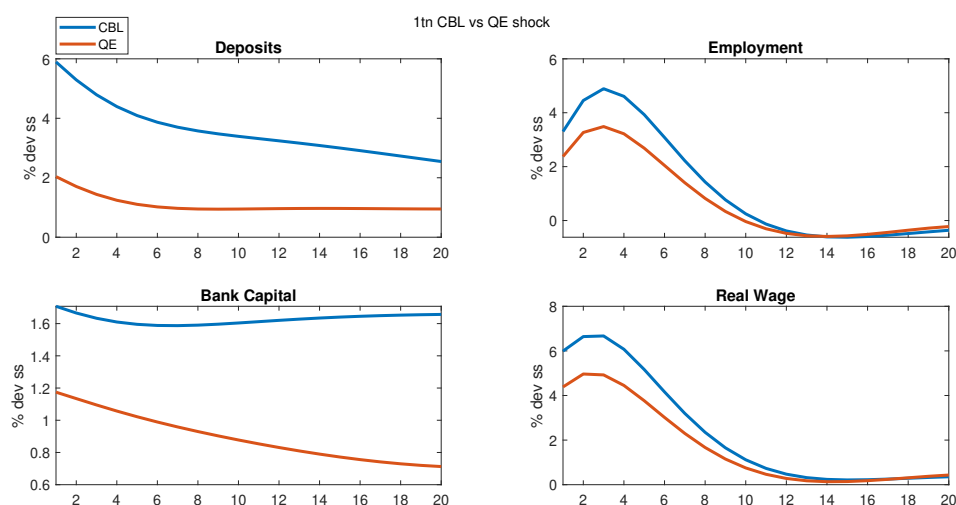 1tn CBL vs QE shock
CBL
QE
Deposits
% dev ss
6
4
2
0
2 4 6 8 10 12 14 16 18 20
Employment
% dev ss
6
4
2
0
2 4 6 8 10 12 14 16 18 20
Bank Capital
% dev ss
1.6
1.4
1.2
1
0.8
0.6
2 4 6 8 10 12 14 16 18 20
Real Wage
% dev ss
8
6
4
2
0
2 4 6 8 10 12 14 16 18 20